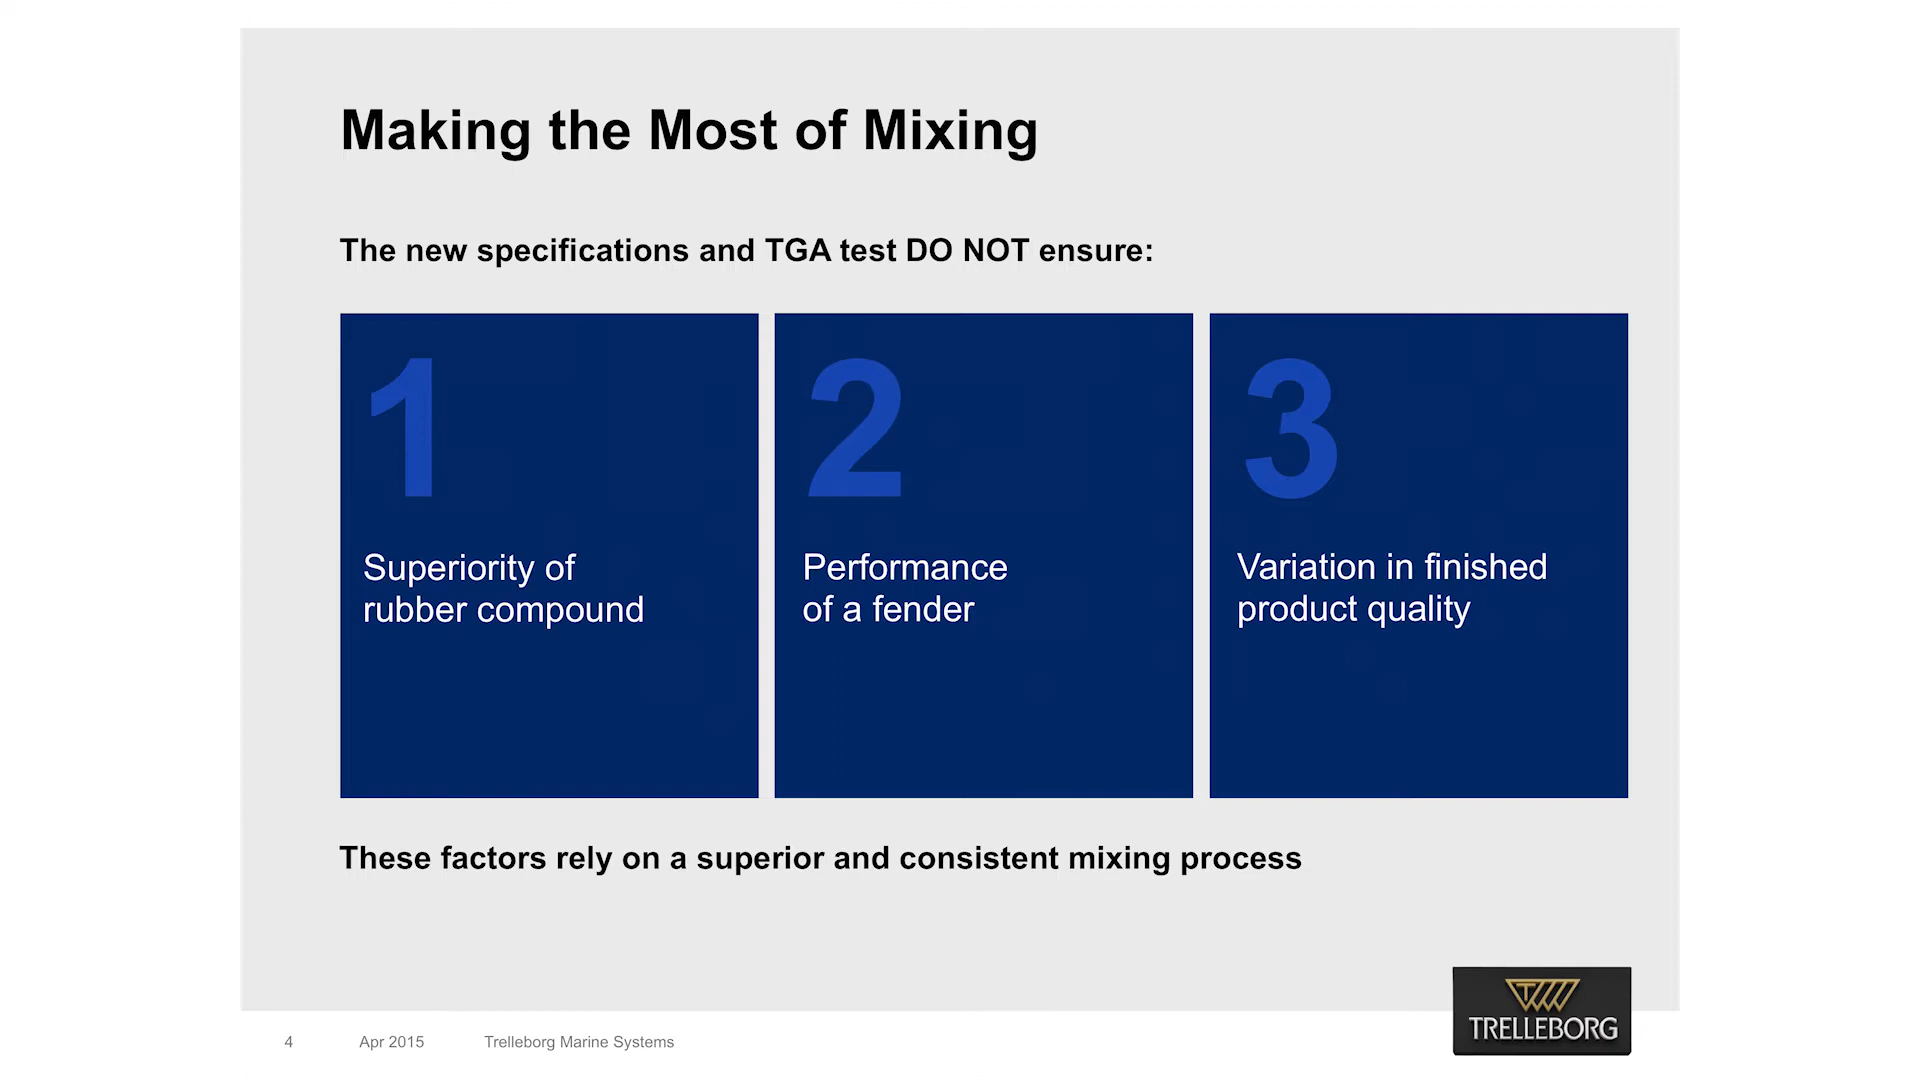 Making the Most of Mixing
The new specifications and TGA test DO NOT ensure:
1
Superiority of
rubber compound
2
Performance
of a fender
3
Variation in finished
product quality
These factors rely on a superior and consistent mixing process
TRELLEBORG
4 Apr 2015 Trelleborg Marine Systems